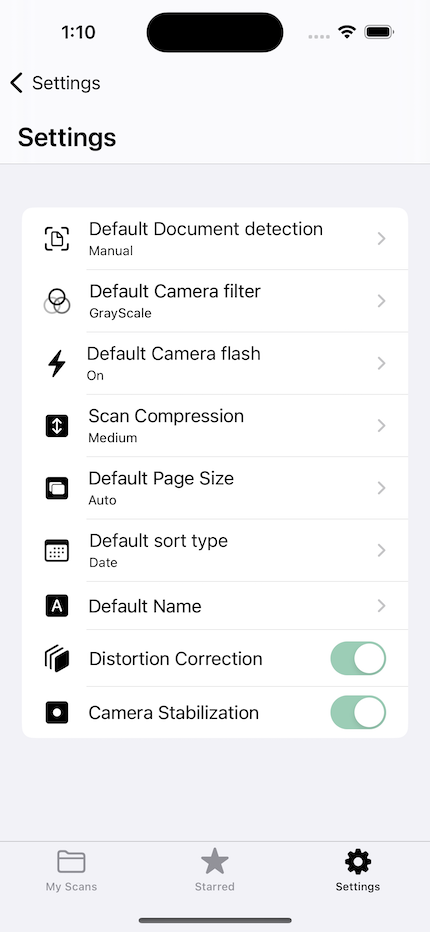 1:10
Settings
Settings
Default Document detection
Manual
Default Camera filter
GrayScale
Default Camera flash
On
Scan Compression
Medium
Default Page Size
Auto
Default sort type
Date
A
Default Name
Distortion Correction
Camera Stabilization
My Scans
Starred
Settings